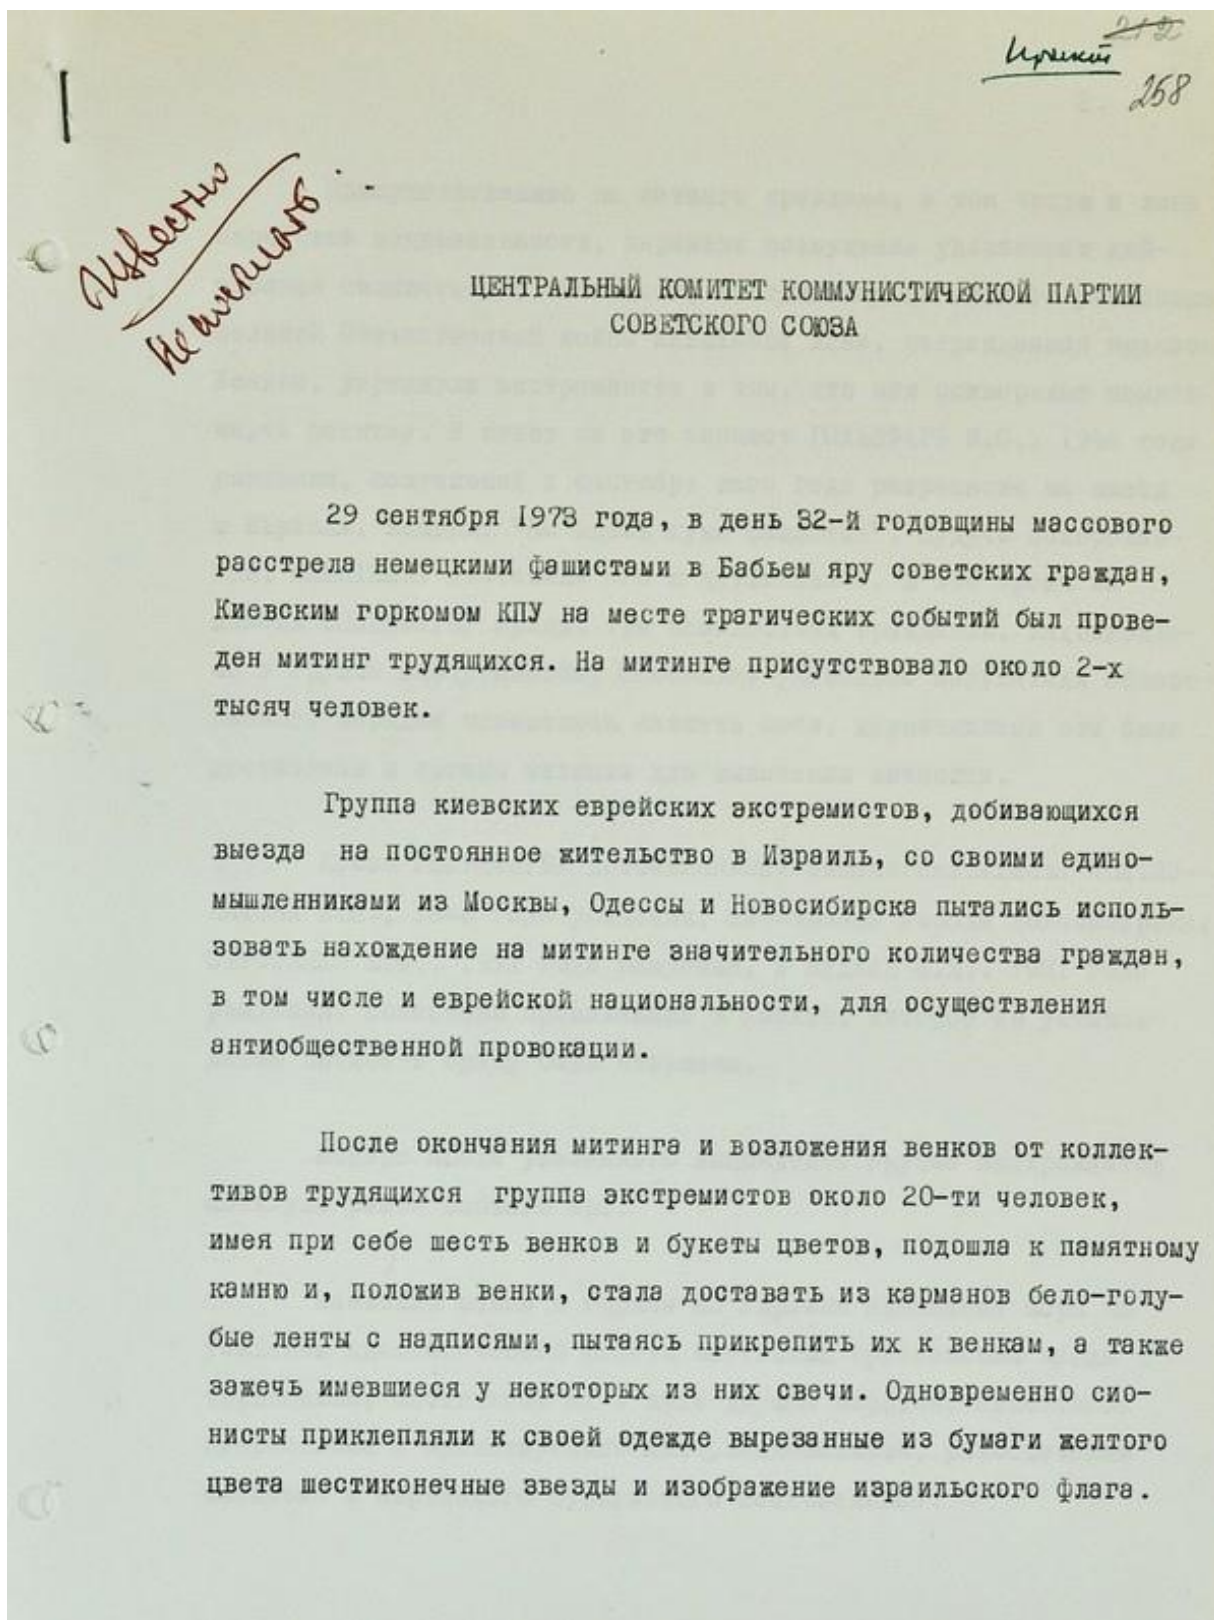 212
Проект
268
Известно
Не посылать
ЦЕНТРАЛЬНЫЙ КОМИТЕТ КОММУНИСТИЧЕСКОЙ ПАРТИИ
СОВЕТСКОГО СОЮЗА
29 сентября 1973 года, в день 32-й годовщины массового
расстрела немецкими фашистами в Бабьем яру советских граждан,
Киевским горкомом КПУ на месте трагических событий был прове-
ден митинг трудящихся. На митинге присутствовало около 2-х
тысяч человек.
Группа киевских еврейских экстремистов, добивающихся
выезда на постоянное жительство в Израиль, со своими едино-
мышленниками из Москвы, Одессы и Новосибирска пытались исполь-
зовать нахождение на митинге значительного количества граждан,
в том числе и еврейской национальности, для осуществления
антиобщественной провокации.
После окончания митинга и возложения венков от коллек-
тивов трудящихся группа экстремистов около 20-ти человек,
имея при себе шесть венков и букеты цветов, подошла к памятному
камню и, положив венки, стала доставать из карманов бело-голу-
бые ленты с надписями, пытаясь прикрепить их к венкам, а также
зажечь имевшиеся у некоторых из них свечи. Одновременно сио-
нисты приклепляли к своей одежде вырезанные из бумаги желтого
цвета шестиконечные звезды и изображение израильского флага.